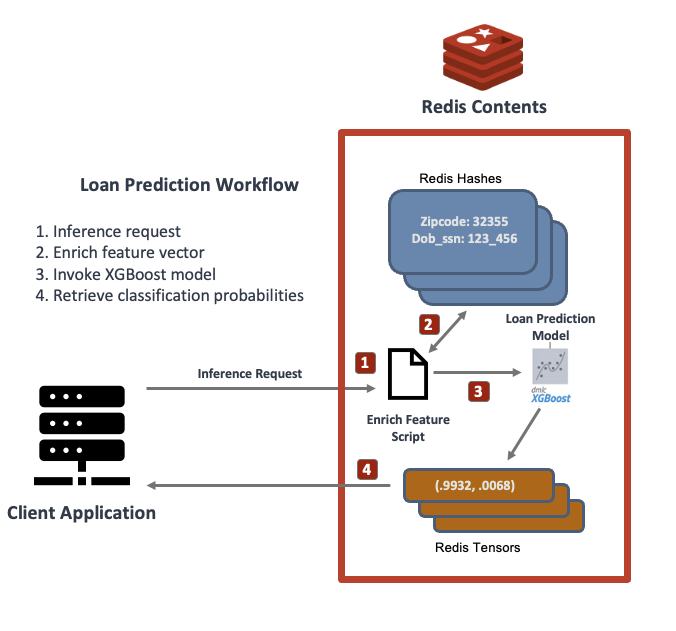 Redis Contents
Loan Prediction Workflow
1. Inference request
2. Enrich feature vector
3. Invoke XGBoost model
4. Retrieve classification probabilities
Redis Hashes
Zipcode: 32355
Dob_ssn: 123_456
2
Loan Prediction
Model
1
Inference Request
3
dmlc
XGBoost
Enrich Feature
Script
4
(.9932, .0068)
Client Application
Redis Tensors